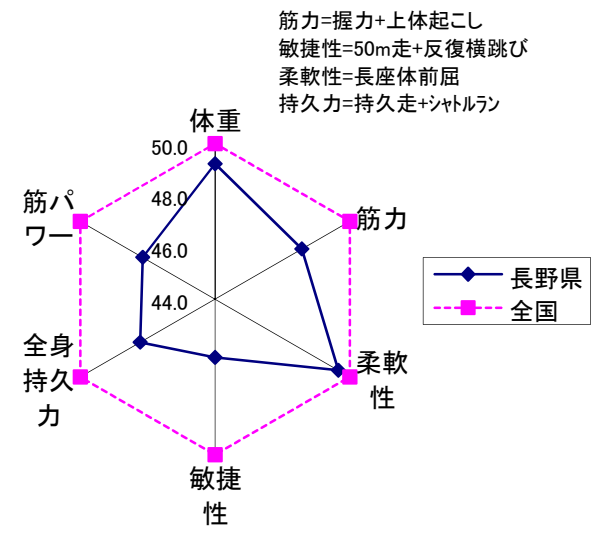 筋力=握力+上体起こし
敏捷性=50m走+反復横跳び
柔軟性=長座体前屈
持久力=持久走+シャトルラン
体重
50.0
48.0
46.0
44.0
筋パ
ワー
筋力
長野県
全国
全身
持久
力
柔軟
性
敏捷
性